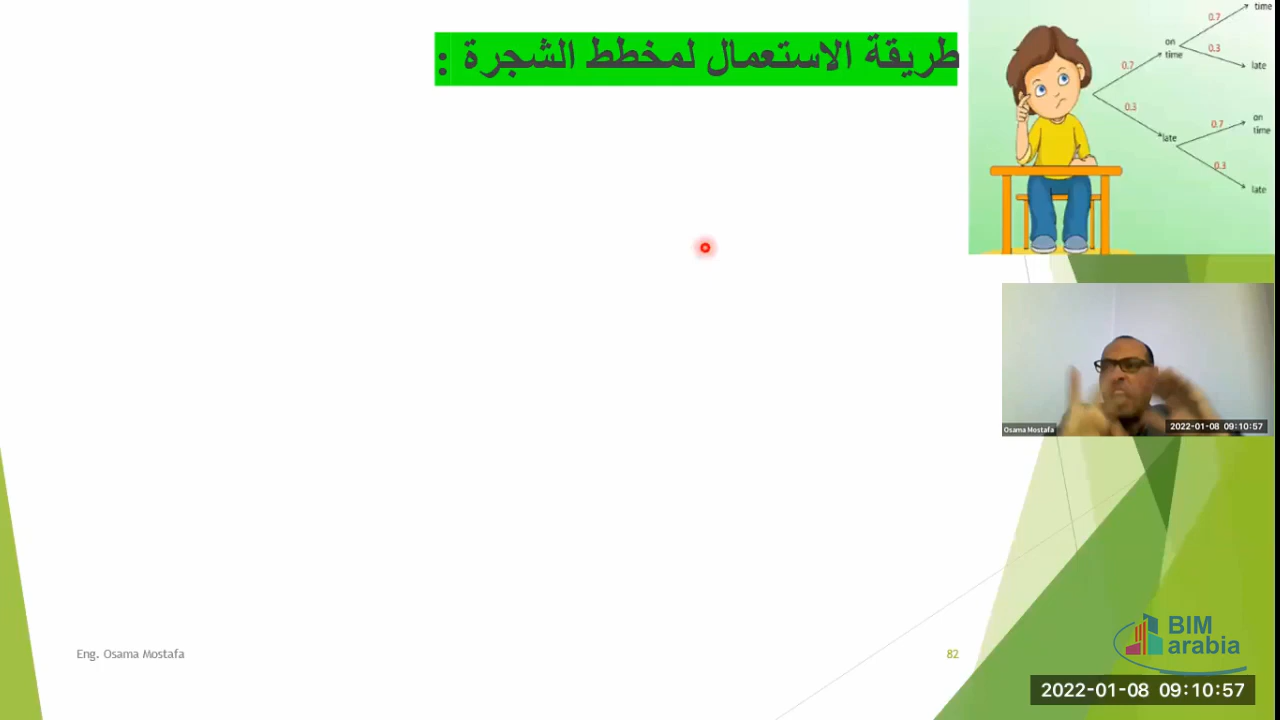 طريقة الاستعمال لمخطط الشجرة :
0.7
time
on
time
0.3
late
0.7
0.3
late
0.7
on
time
0.3
late
Osama Mostafa
2022-01-08 09:10:57
BIM
arabia
Eng. Osama Mostafa
82
2022-01-08 09:10:57